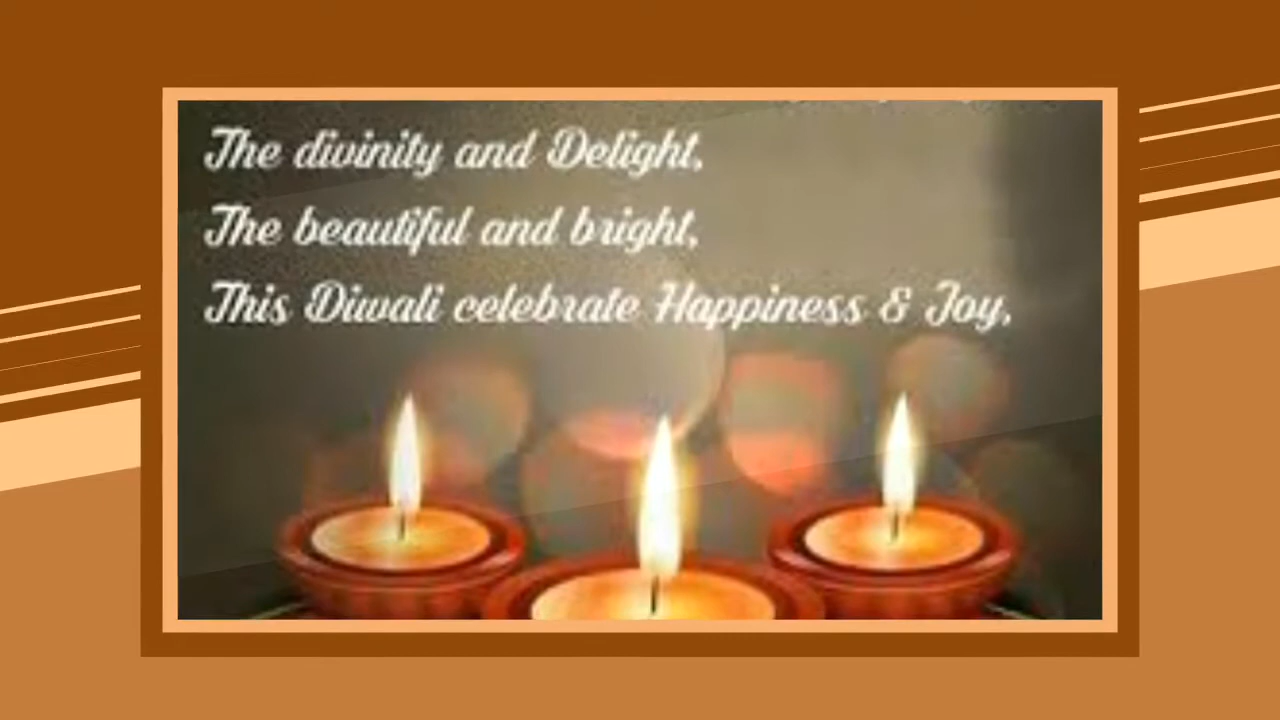 The divinity and Delight,
The beautiful and bright,
This Diwali celebrate Happiness & Joy,